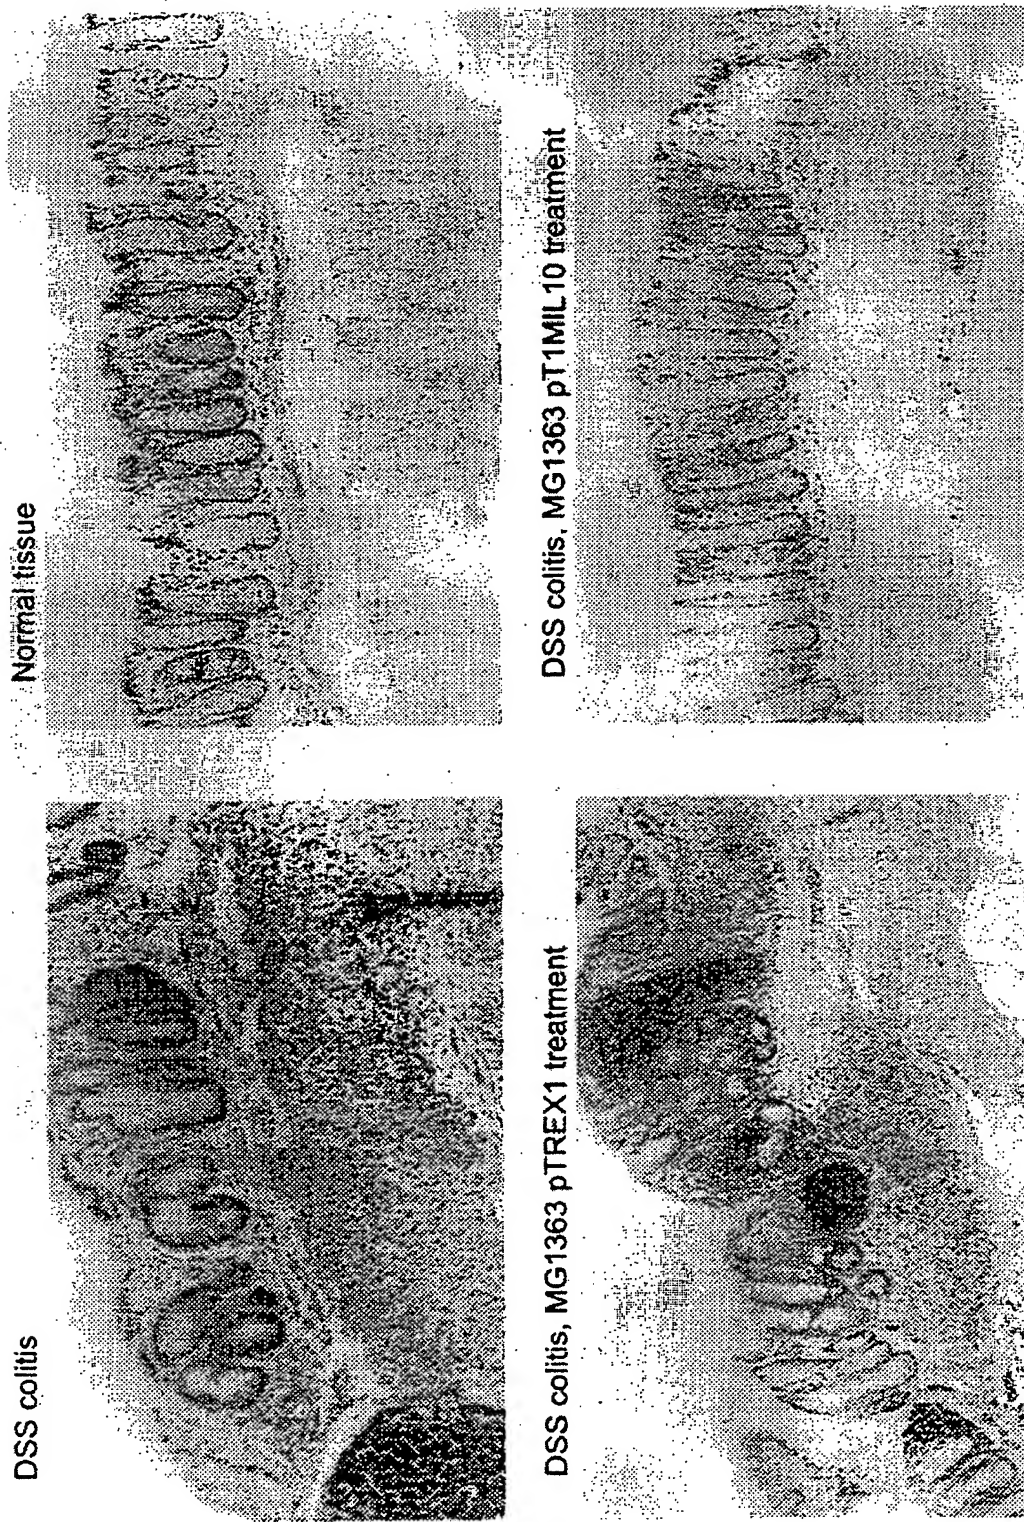 DSS colitis
Normal tissue
DSS colitis, MG1363 pTREX1 treatment
DSS colitis, MG1363 pT1MIL10 treatment